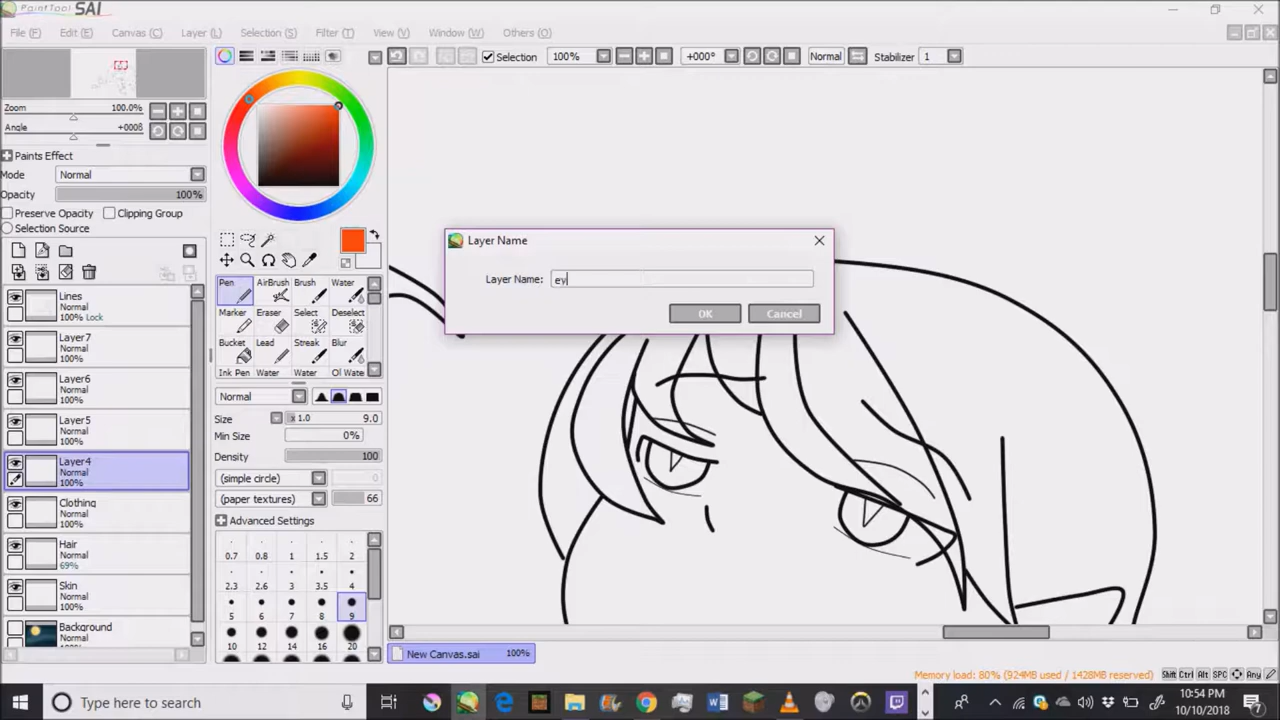 PaintTool SAI
File (F) Edit (E) Canvas (C) Layer (L) Selection (S) Filter (T) View (V) Window (W) Others (O)
Selection 100% +000° Normal Stabilizer 1
Zoom 100.0%
Angle +000δ
Paints Effect
Mode Normal
Opacity 100%
Preserve Opacity Clipping Group
Selection Source
Lines
Normal
100% Lock
Layer7
Normal
100%
Layer6
Normal
100%
Layer5
Normal
100%
Layer4
Normal
100%
Clothing
Normal
100%
Hair
Normal
69%
Skin
Normal
100%
Background
Normal
Pen AirBrush Brush Water
Marker Eraser Select Deselect
Bucket Lead Streak Blur
Ink Pen Water Water Ol Wate
Normal
Size x 1.0 9.0
Min Size 0%
Density 100
(simple circle)
(paper textures) 66
Advanced Settings
0.7 0.8 1 1.5 2
2.3 2.6 3 3.5 4
5 6 7 8 9
10 12 14 16 20
Layer Name
Layer Name: ey
OK Cancel
New Canvas.sai 100%
Memory load: 80% (924MB used / 1428MB reserved)
Shift Ctrl Alt SPC Any
Type here to search
10:54 PM
10/10/2018
7